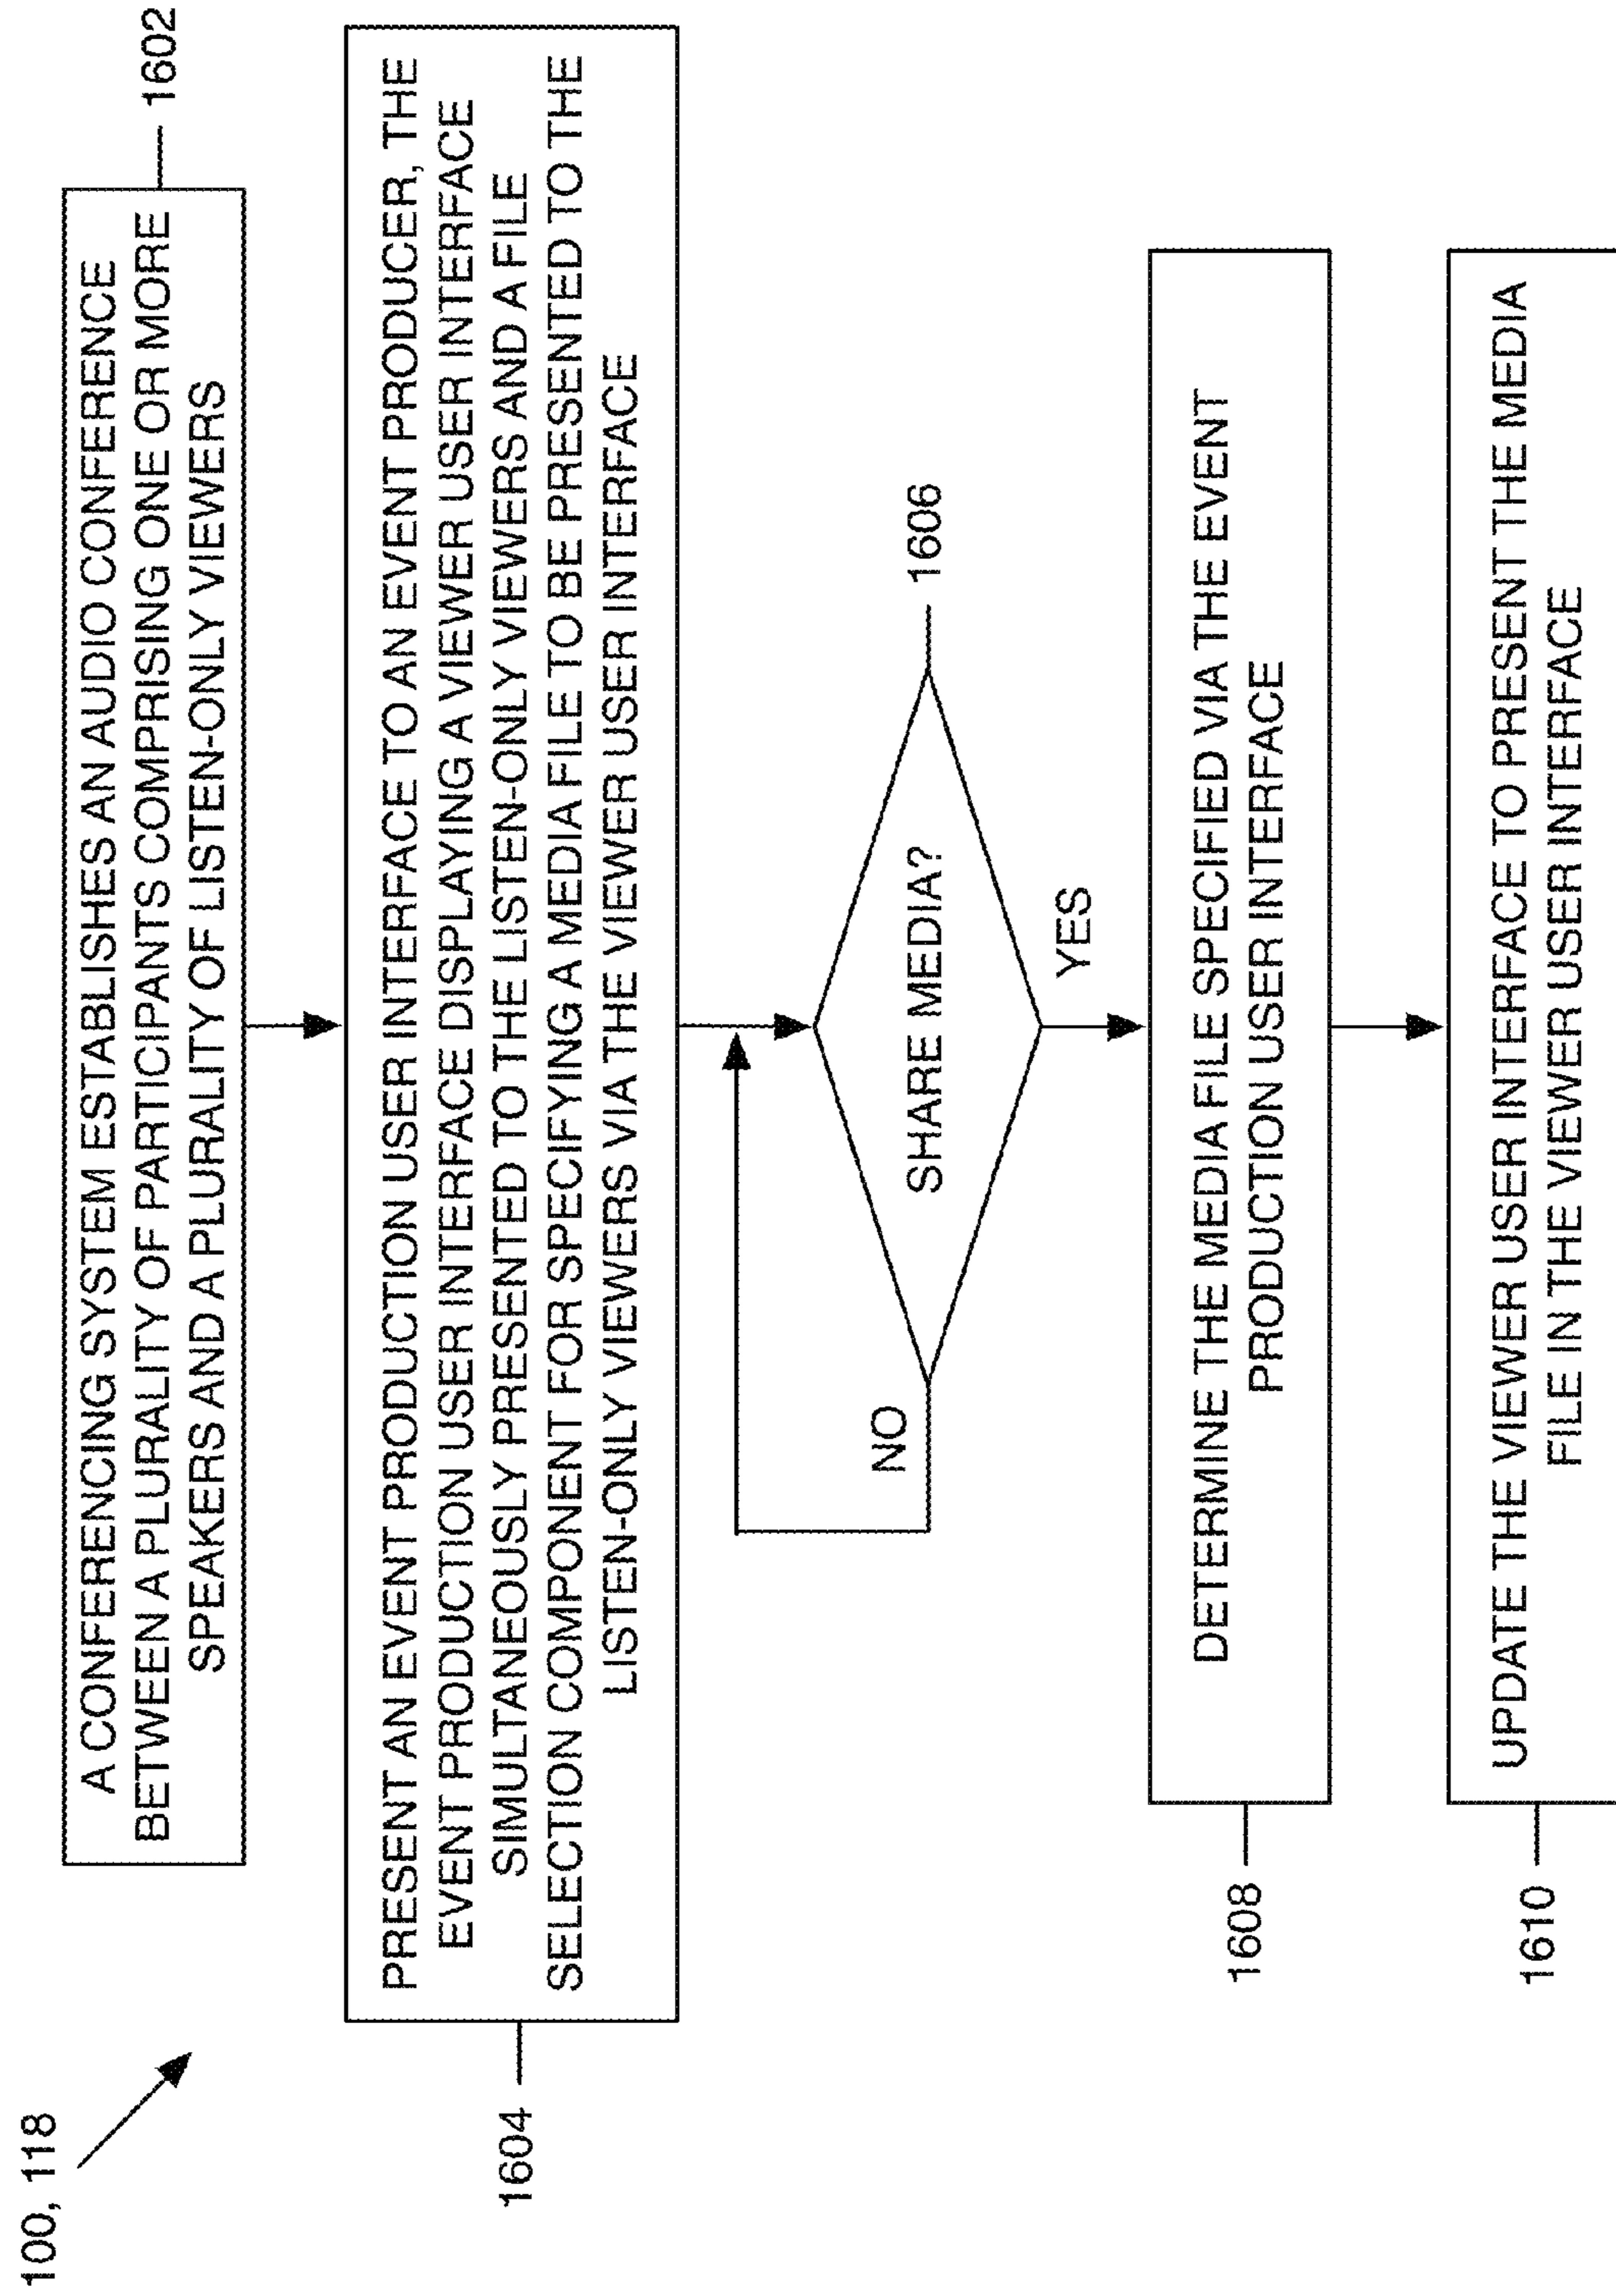 100, 118
A CONFERENCING SYSTEM ESTABLISHES AN AUDIO CONFERENCE
BETWEEN A PLURALITY OF PARTICIPANTS COMPRISING ONE OR MORE
SPEAKERS AND A PLURALITY OF LISTEN-ONLY VIEWERS
1602
PRESENT AN EVENT PRODUCTION USER INTERFACE TO AN EVENT PRODUCER, THE
EVENT PRODUCTION USER INTERFACE DISPLAYING A VIEWER USER INTERFACE
SIMULTANEOUSLY PRESENTED TO THE LISTEN-ONLY VIEWERS AND A FILE
SELECTION COMPONENT FOR SPECIFYING A MEDIA FILE TO BE PRESENTED TO THE
LISTEN-ONLY VIEWERS VIA THE VIEWER USER INTERFACE
1604
NO
SHARE MEDIA?
1606
YES
DETERMINE THE MEDIA FILE SPECIFIED VIA THE EVENT
PRODUCTION USER INTERFACE
1608
UPDATE THE VIEWER USER INTERFACE TO PRESENT THE MEDIA
FILE IN THE VIEWER USER INTERFACE
1610